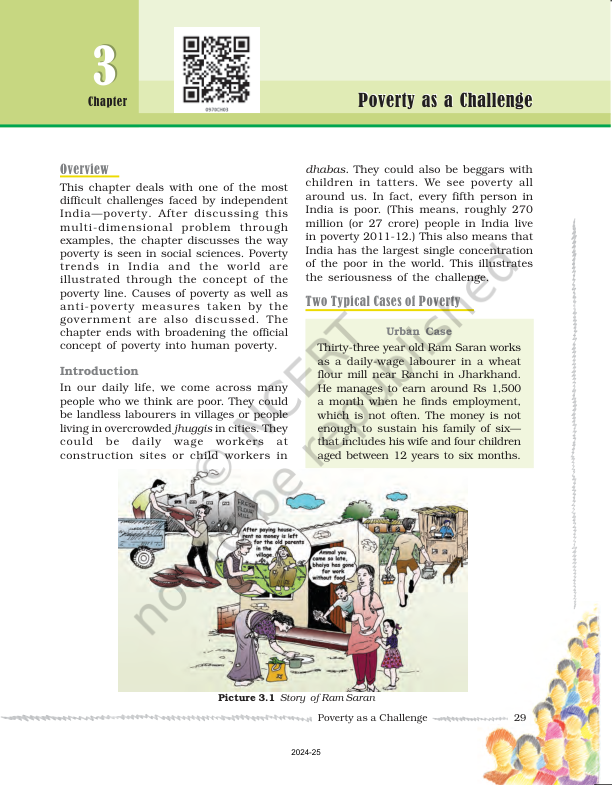 3
Chapter
#970CH03
Poverty as a Challenge
Overview
This chapter deals with one of the most
difficult challenges faced by independent
India—poverty. After discussing this
multi-dimensional problem through
examples, the chapter discusses the way
poverty is seen in social sciences. Poverty
trends in India and the world are
illustrated through the concept of the
poverty line. Causes of poverty as well as
anti-poverty measures taken by the
government are also discussed. The
chapter ends with broadening the official
concept of poverty into human poverty.
Introduction
In our daily life, we come across many
people who we think are poor. They could
be landless labourers in villages or people
living in overcrowded jhuggis in cities. They
could be daily wage workers at
construction sites or child workers in
dhabas. They could also be beggars with
children in tatters. We see poverty all
around us. In fact, every fifth person in
India is poor. (This means, roughly 270
million (or 27 crore) people in India live
in poverty 2011-12.) This also means that
India has the largest single concentration
of the poor in the world. This illustrates
the seriousness of the challenge.
Two Typical Cases of Poverty
Urban Case
Thirty-three year old Ram Saran works
as a daily-wage labourer in a wheat
flour mill near Ranchi in Jharkhand.
He manages to earn around Rs 1,500
a month when he finds employment,
which is not often. The money is not
enough to sustain his family of six—
that includes his wife and four children
aged between 12 years to six months.
FRESH
FLOUR
MILL
After paying house-
rent no money is left
for the old parents
in the
village
Amma! you
came so late,
bhaiya has gone
for work
without food
Picture 3.1 Story of Ram Saran
Poverty as a Challenge
29
2024-25
© NCERT
not to be republished